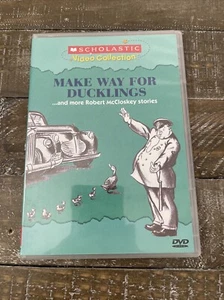 SCHOLASTIC
Video Collection
MAKE WAY FOR
DUCKLINGS
...and more Robert McCloskey stories
DVD